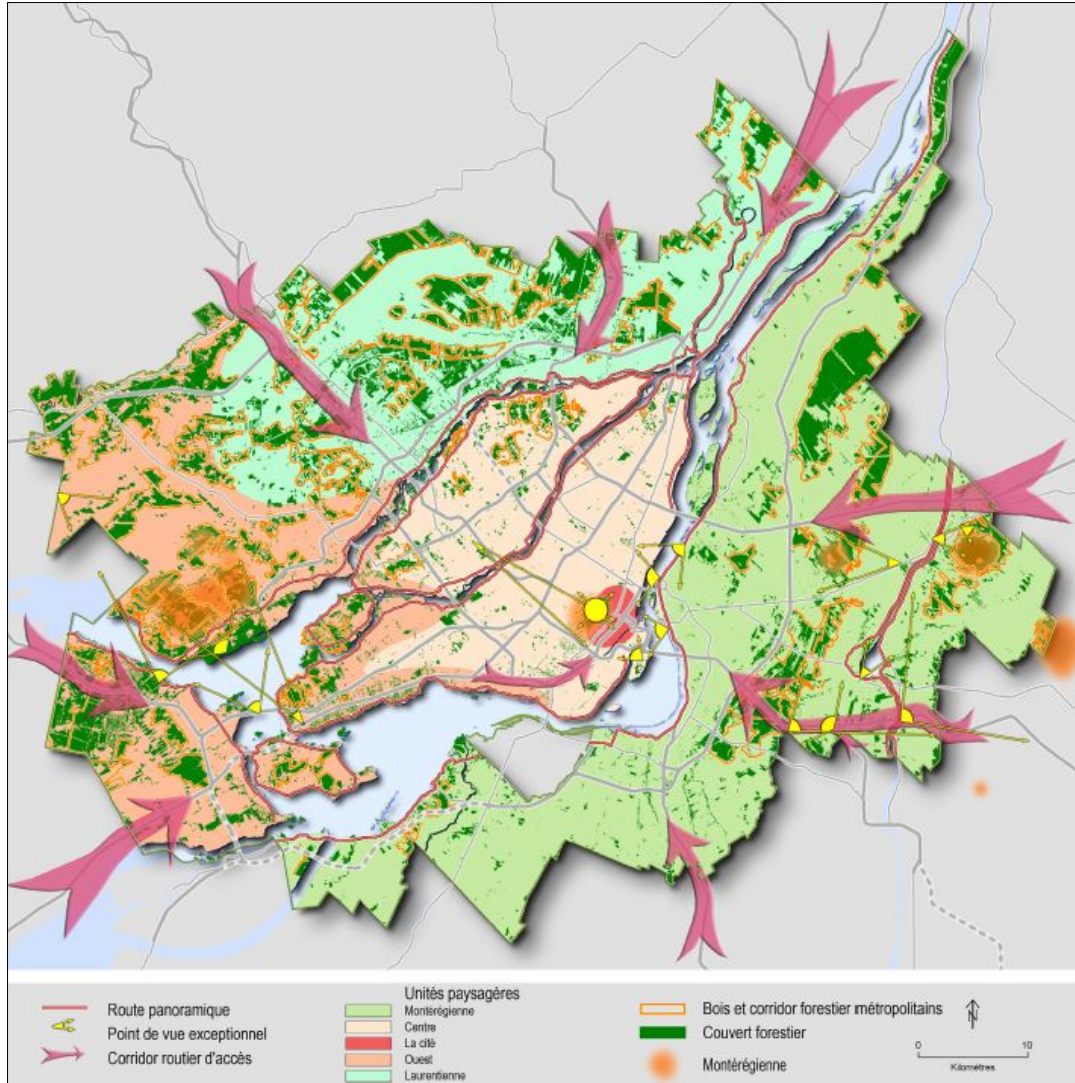 Route panoramique
Point de vue exceptionnel
Corridor routier d'accès
Unités paysagères
Montérégienne
Centre
La cité
Ouest
Laurentienne
Bois et corridor forestier métropolitains
Couvert forestier
Montérégienne
N
0 10
Kilomètres